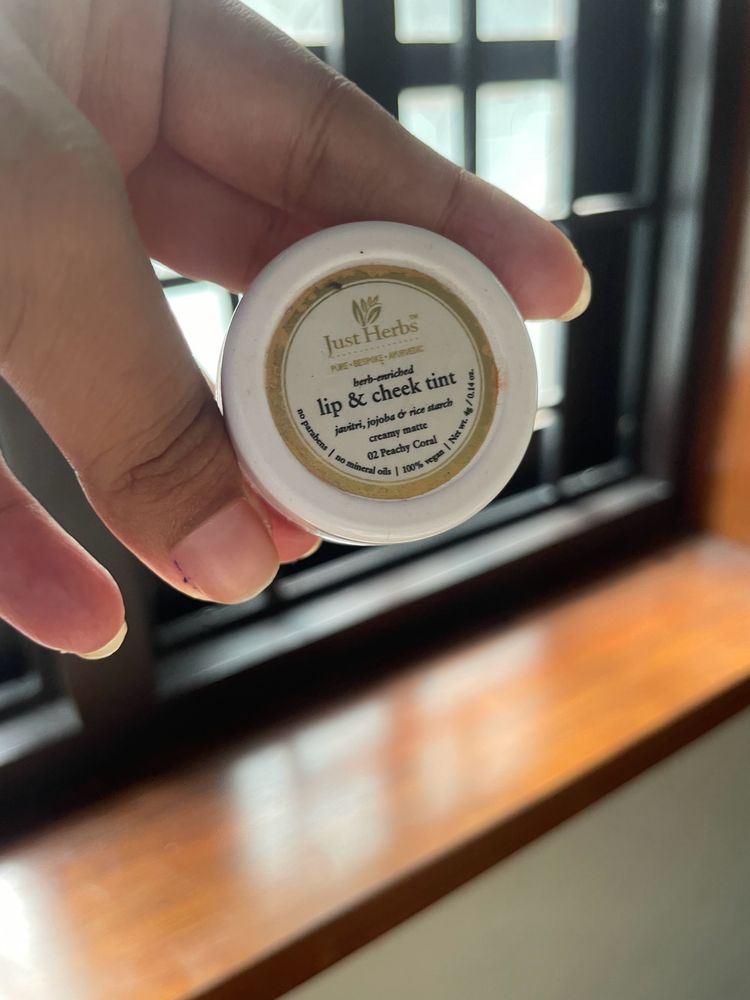 Just Herbs™
PURE • BESPOKE • AYURVEDIC
herb-enriched
lip & cheek tint
javitri, jojoba & rice starch
creamy matte
02 Peachy Coral
no parabens | no mineral oils | 100% vegan | Net wt. 4g / 0.14 oz.